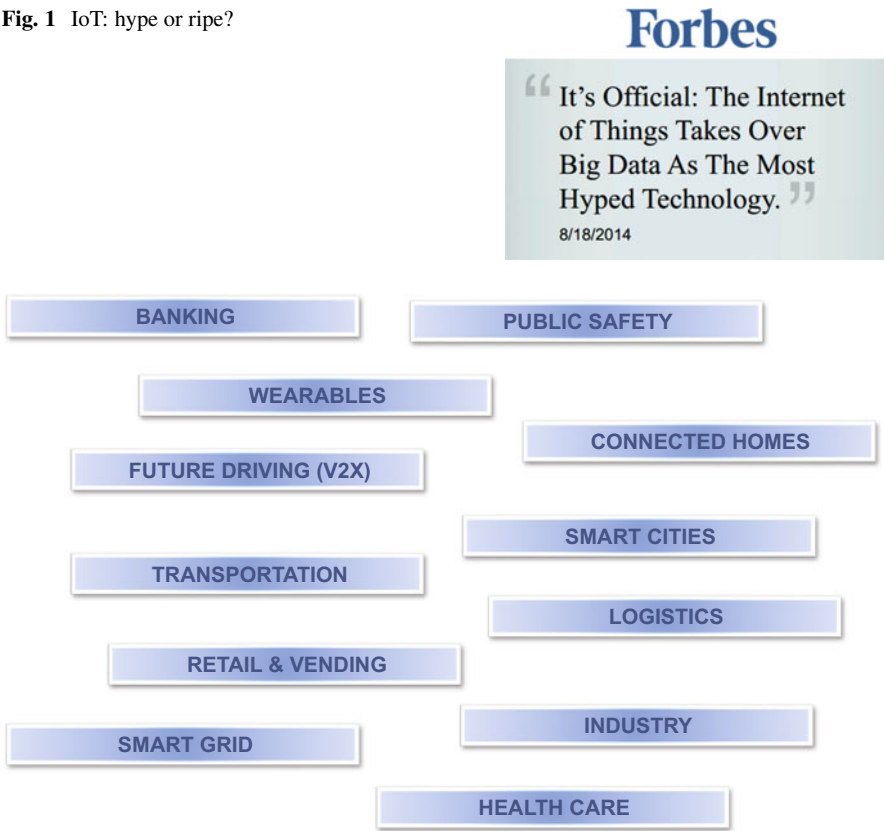 Fig. 1 IoT: hype or ripe?
Forbes
“ It’s Official: The Internet
of Things Takes Over
Big Data As The Most
Hyped Technology. ”
8/18/2014
BANKING
PUBLIC SAFETY
WEARABLES
CONNECTED HOMES
FUTURE DRIVING (V2X)
SMART CITIES
TRANSPORTATION
LOGISTICS
RETAIL & VENDING
INDUSTRY
SMART GRID
HEALTH CARE